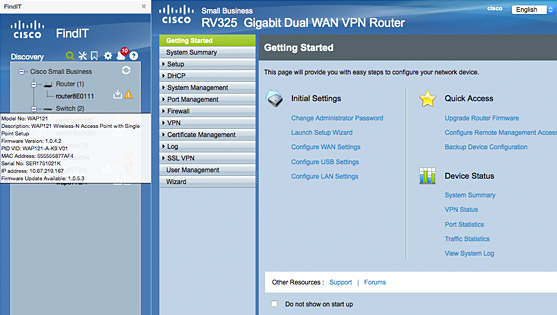 FindIT
CISCO
FindIT
Discovery
10
Cisco Small Business
Router (1)
router8E0111
Switch (2)
Model No: WAP121
Description: WAP121 Wireless-N Access Point with Single
Point Setup
Firmware Version: 1.0.4.2
PID VID: WAP121-A-K9 V01
MAC Address: 555555877AF4
Serial No: SER1751021K
IP address: 10.67.219.167
Firmware Update Available: 1.0.5.3
CISCO
Small Business
RV325 Gigabit Dual WAN VPN Router
cisco
English
Getting Started
System Summary
Setup
DHCP
System Management
Port Management
Firewall
VPN
Certificate Management
Log
SSL VPN
User Management
Wizard
Getting Started
This page will provide you with easy steps to configure your network device.
Initial Settings
Change Administrator Password
Launch Setup Wizard
Configure WAN Settings
Configure USB Settings
Configure LAN Settings
Quick Access
Upgrade Router Firmware
Configure Remote Management Access
Backup Device Configuration
Device Status
System Summary
VPN Status
Port Statistics
Traffic Statistics
View System Log
Other Resources : Support | Forums
Do not show on start up